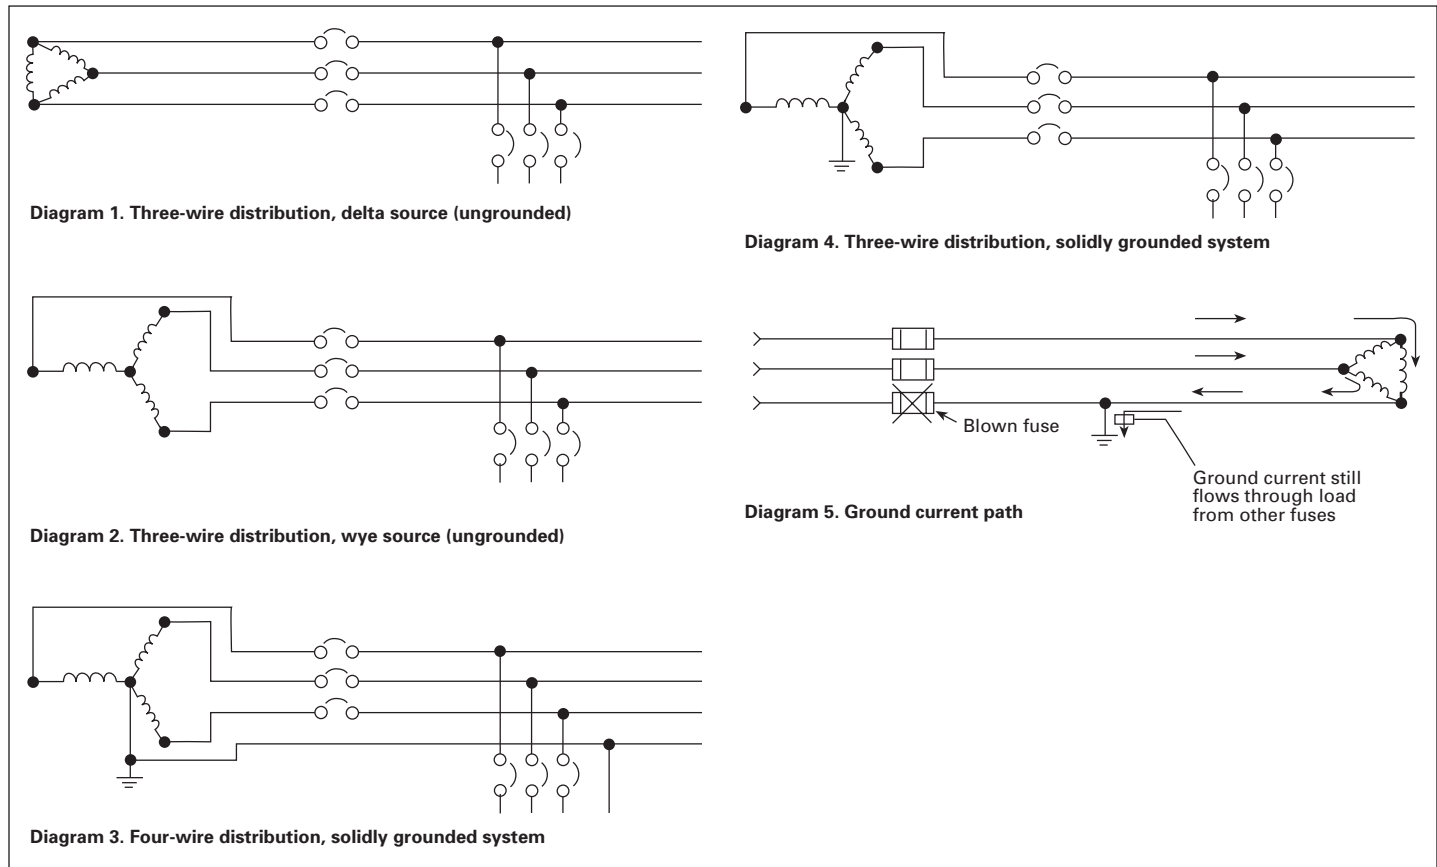 Diagram 1. Three-wire distribution, delta source (ungrounded)
Diagram 2. Three-wire distribution, wye source (ungrounded)
Diagram 3. Four-wire distribution, solidly grounded system
Diagram 4. Three-wire distribution, solidly grounded system
Blown fuse
Ground current still
flows through load
from other fuses
Diagram 5. Ground current path